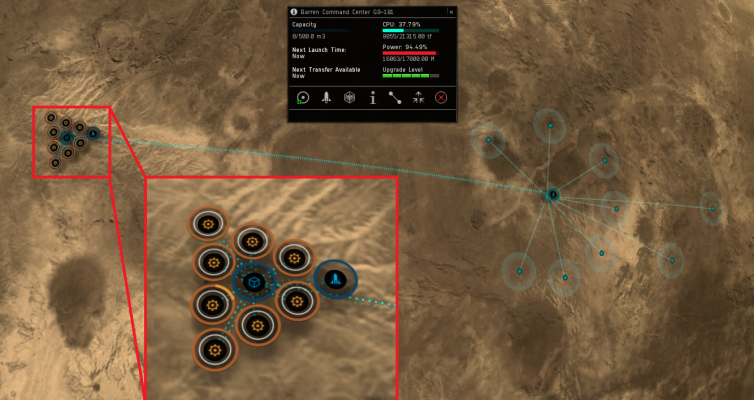 Barren Command Center G9-161
Capacity
0/500.0 m3
Next Launch Time:
Now
Next Transfer Available
Now
CPU: 37.79%
8055/21315.00 tf
Power: 94.49%
16063/17000.00 M
Upgrade Level